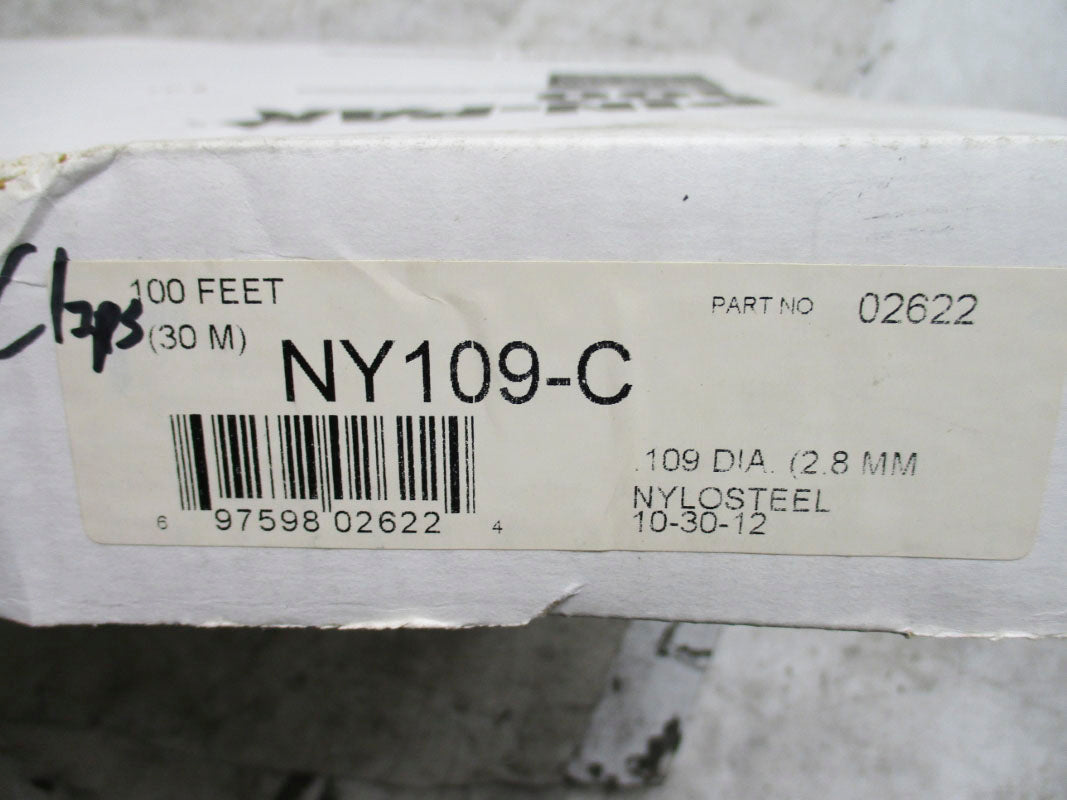 Clips
100 FEET
(30 M)
PART NO 02622
NY109-C
6 97598 02622 4
.109 DIA. (2.8 MM
NYLOSTEEL
10-30-12